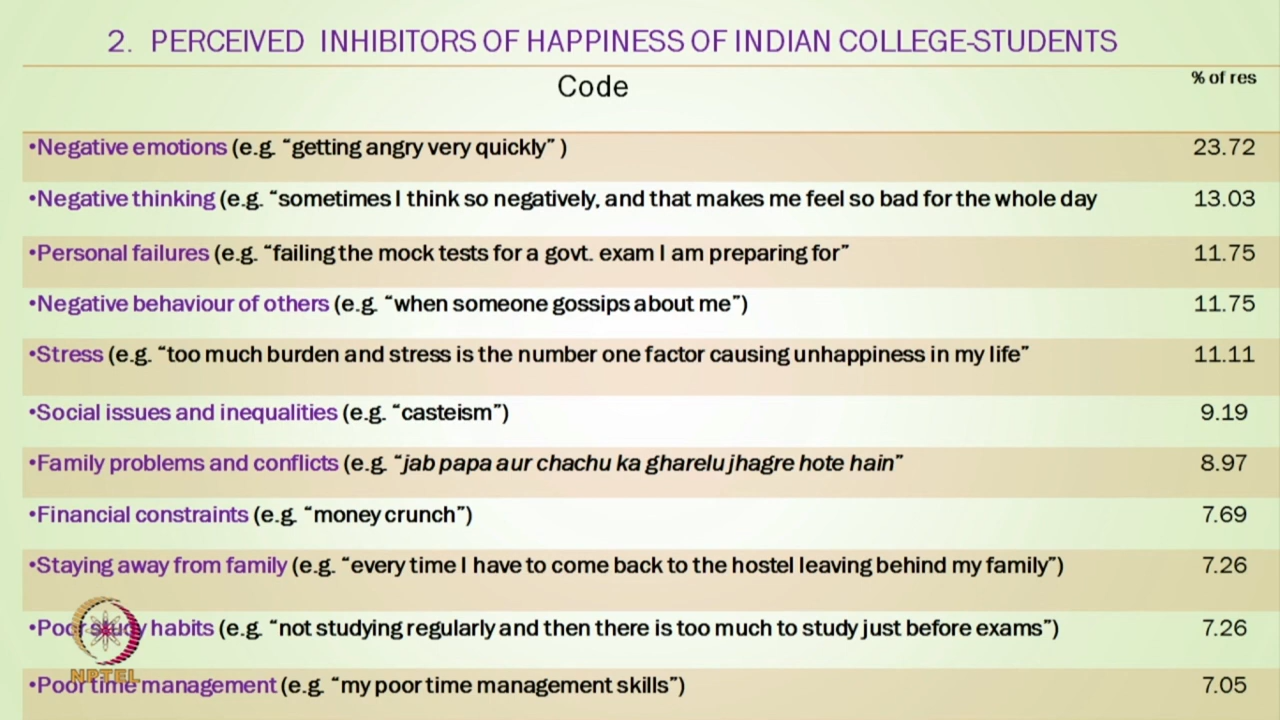 2. PERCEIVED INHIBITORS OF HAPPINESS OF INDIAN COLLEGE-STUDENTS
Code % of res
•Negative emotions (e.g. “getting angry very quickly” ) 23.72
•Negative thinking (e.g. “sometimes I think so negatively, and that makes me feel so bad for the whole day 13.03
•Personal failures (e.g. “failing the mock tests for a govt. exam I am preparing for” 11.75
•Negative behaviour of others (e.g. “when someone gossips about me”) 11.75
•Stress (e.g. “too much burden and stress is the number one factor causing unhappiness in my life” 11.11
•Social issues and inequalities (e.g. “casteism”) 9.19
•Family problems and conflicts (e.g. “jab papa aur chachu ka gharelu jhagre hote hain” 8.97
•Financial constraints (e.g. “money crunch”) 7.69
•Staying away from family (e.g. “every time I have to come back to the hostel leaving behind my family”) 7.26
•Poor study habits (e.g. “not studying regularly and then there is too much to study just before exams”) 7.26
NPTEL
•Poor time management (e.g. “my poor time management skills”) 7.05